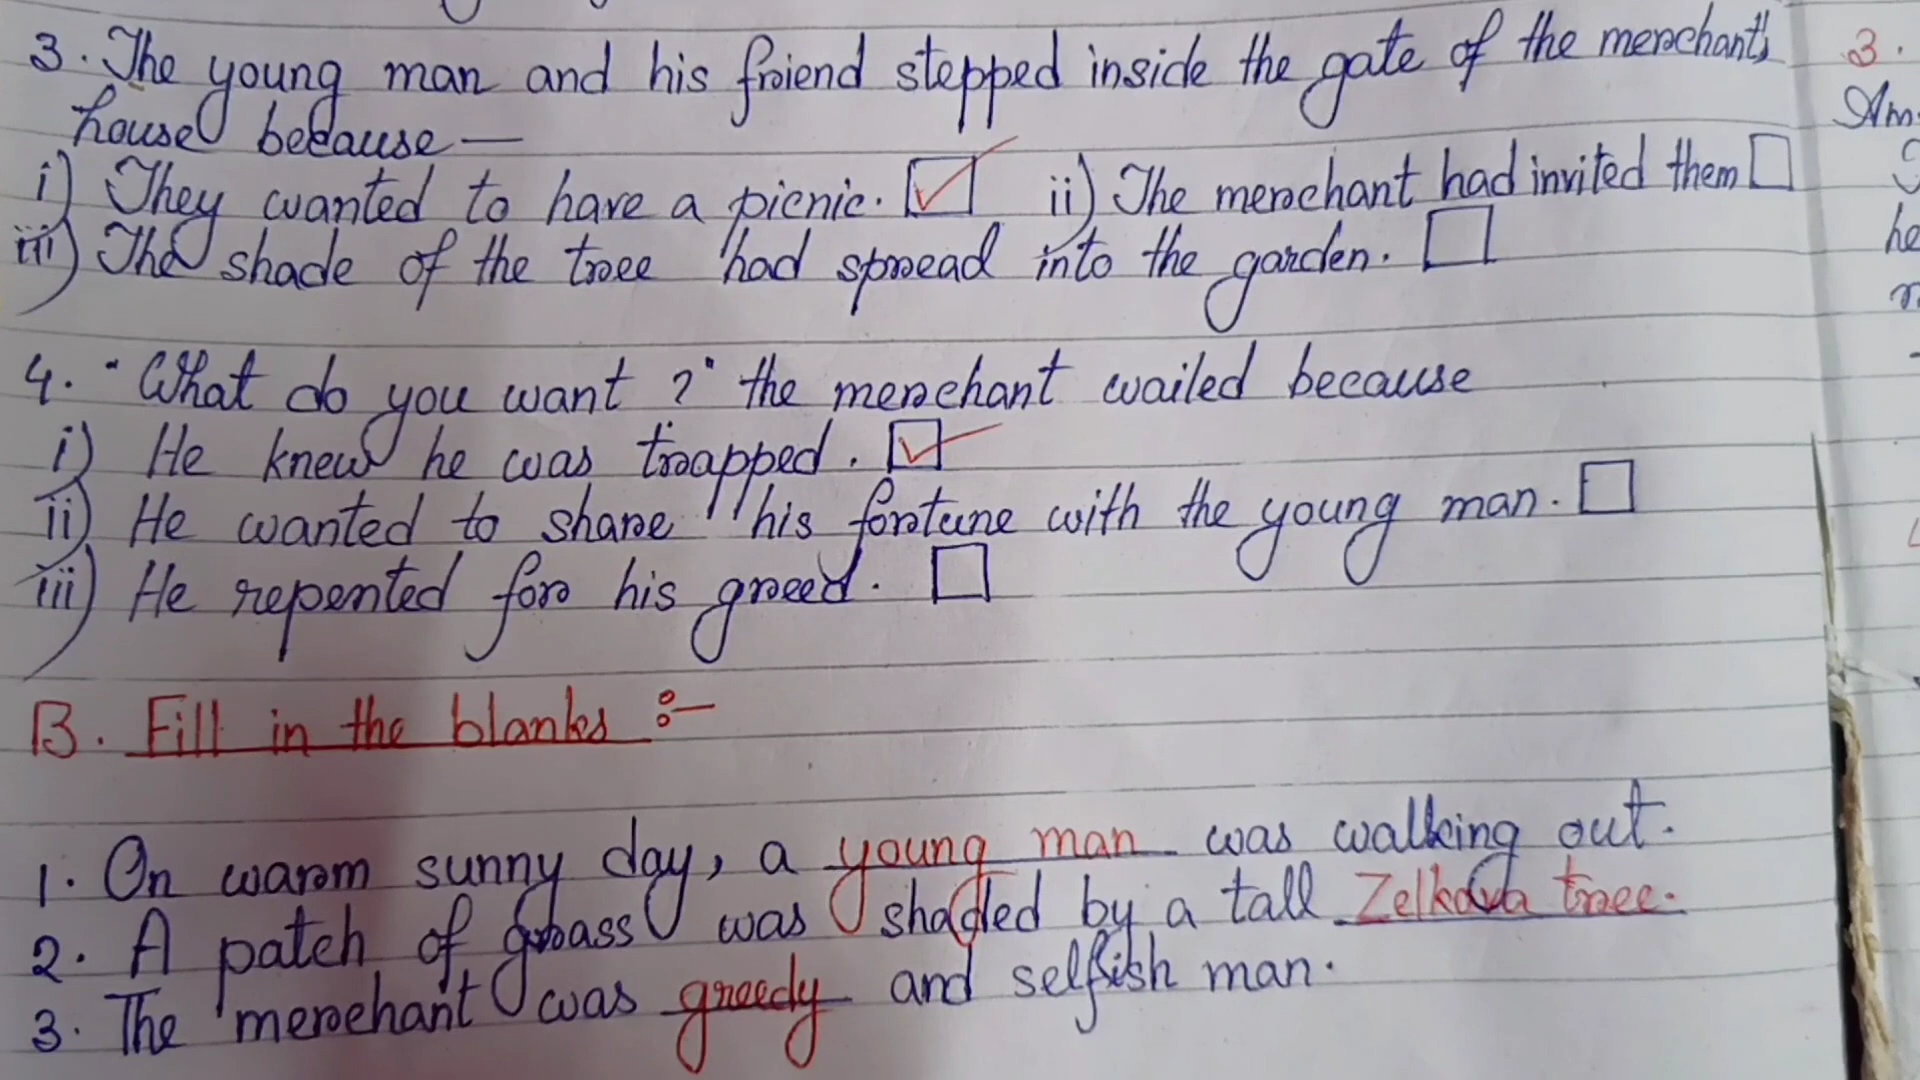 3. The young man and his friend stepped inside the gate of the merchant's
house because —
i) They wanted to have a picnic. ii) The merchant had invited them
iii) The shade of the tree had spread into the garden.
4. "What do you want ?" the merchant wailed because
i) He knew he was trapped.
ii) He wanted to share his fortune with the young man.
iii) He repented for his greed.
B. Fill in the blanks :-
1. On warm sunny day, a young man was walking out.
2. A patch of grass was shaded by a tall Zelkova tree.
3. The merchant was greedy and selfish man.
3.
he